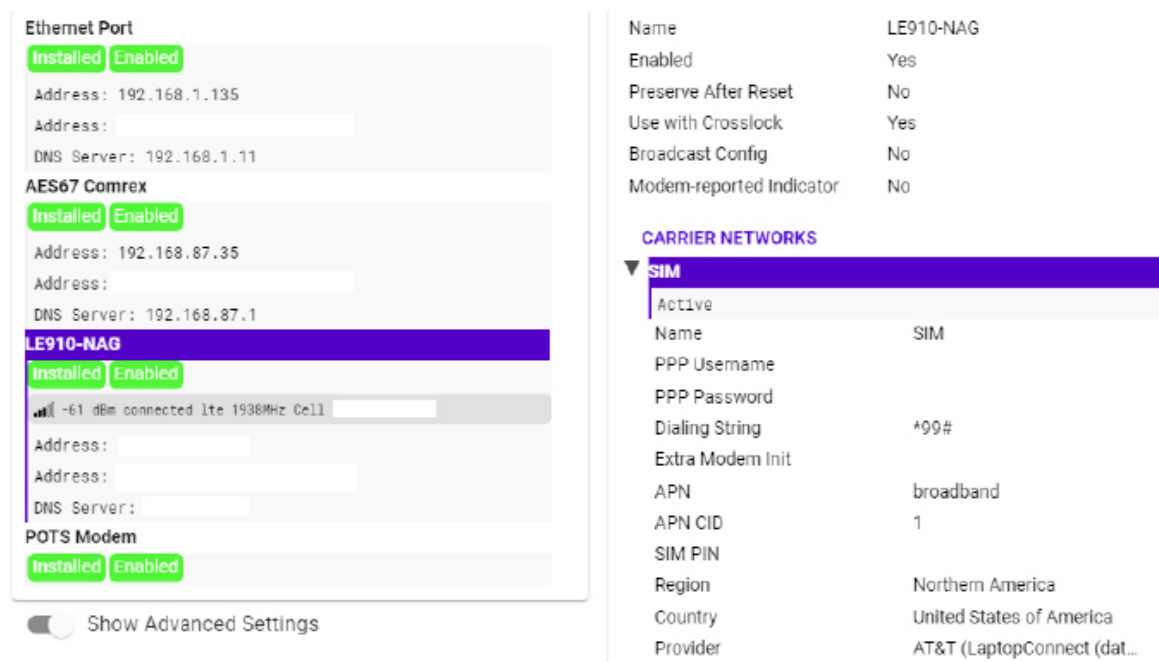 Ethernet Port
Installed Enabled
Address: 192.168.1.135
Address:
DNS Server: 192.168.1.11
AES67 Comrex
Installed Enabled
Address: 192.168.87.35
Address:
DNS Server: 192.168.87.1
LE910-NAG
Installed Enabled
-61 dBm connected lte 1938MHz Cell
Address:
Address:
DNS Server:
POTS Modem
Installed Enabled
Show Advanced Settings
Name LE910-NAG
Enabled Yes
Preserve After Reset No
Use with Crosslock Yes
Broadcast Config No
Modem-reported Indicator No
CARRIER NETWORKS
SIM
Active
Name SIM
PPP Username
PPP Password
Dialing String *99#
Extra Modem Init
APN broadband
APN CID 1
SIM PIN
Region Northern America
Country United States of America
Provider AT&T (LaptopConnect (dat...